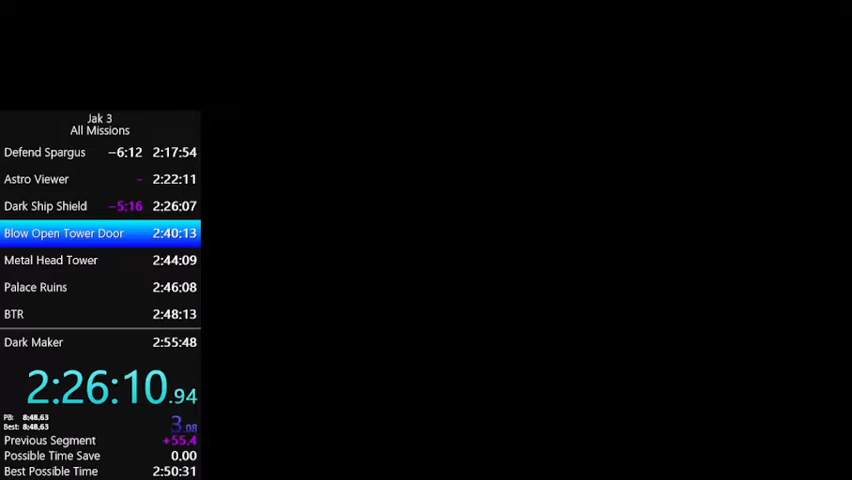 Jak 3
All Missions
Defend Spargus −6:12 2:17:54
Astro Viewer - 2:22:11
Dark Ship Shield −5:16 2:26:07
Blow Open Tower Door 2:40:13
Metal Head Tower 2:44:09
Palace Ruins 2:46:08
BTR 2:48:13
Dark Maker 2:55:48
2:26:10.94
PB: 8:48.63
Best: 8:48.63
3.08
Previous Segment +55.4
Possible Time Save 0.00
Best Possible Time 2:50:31